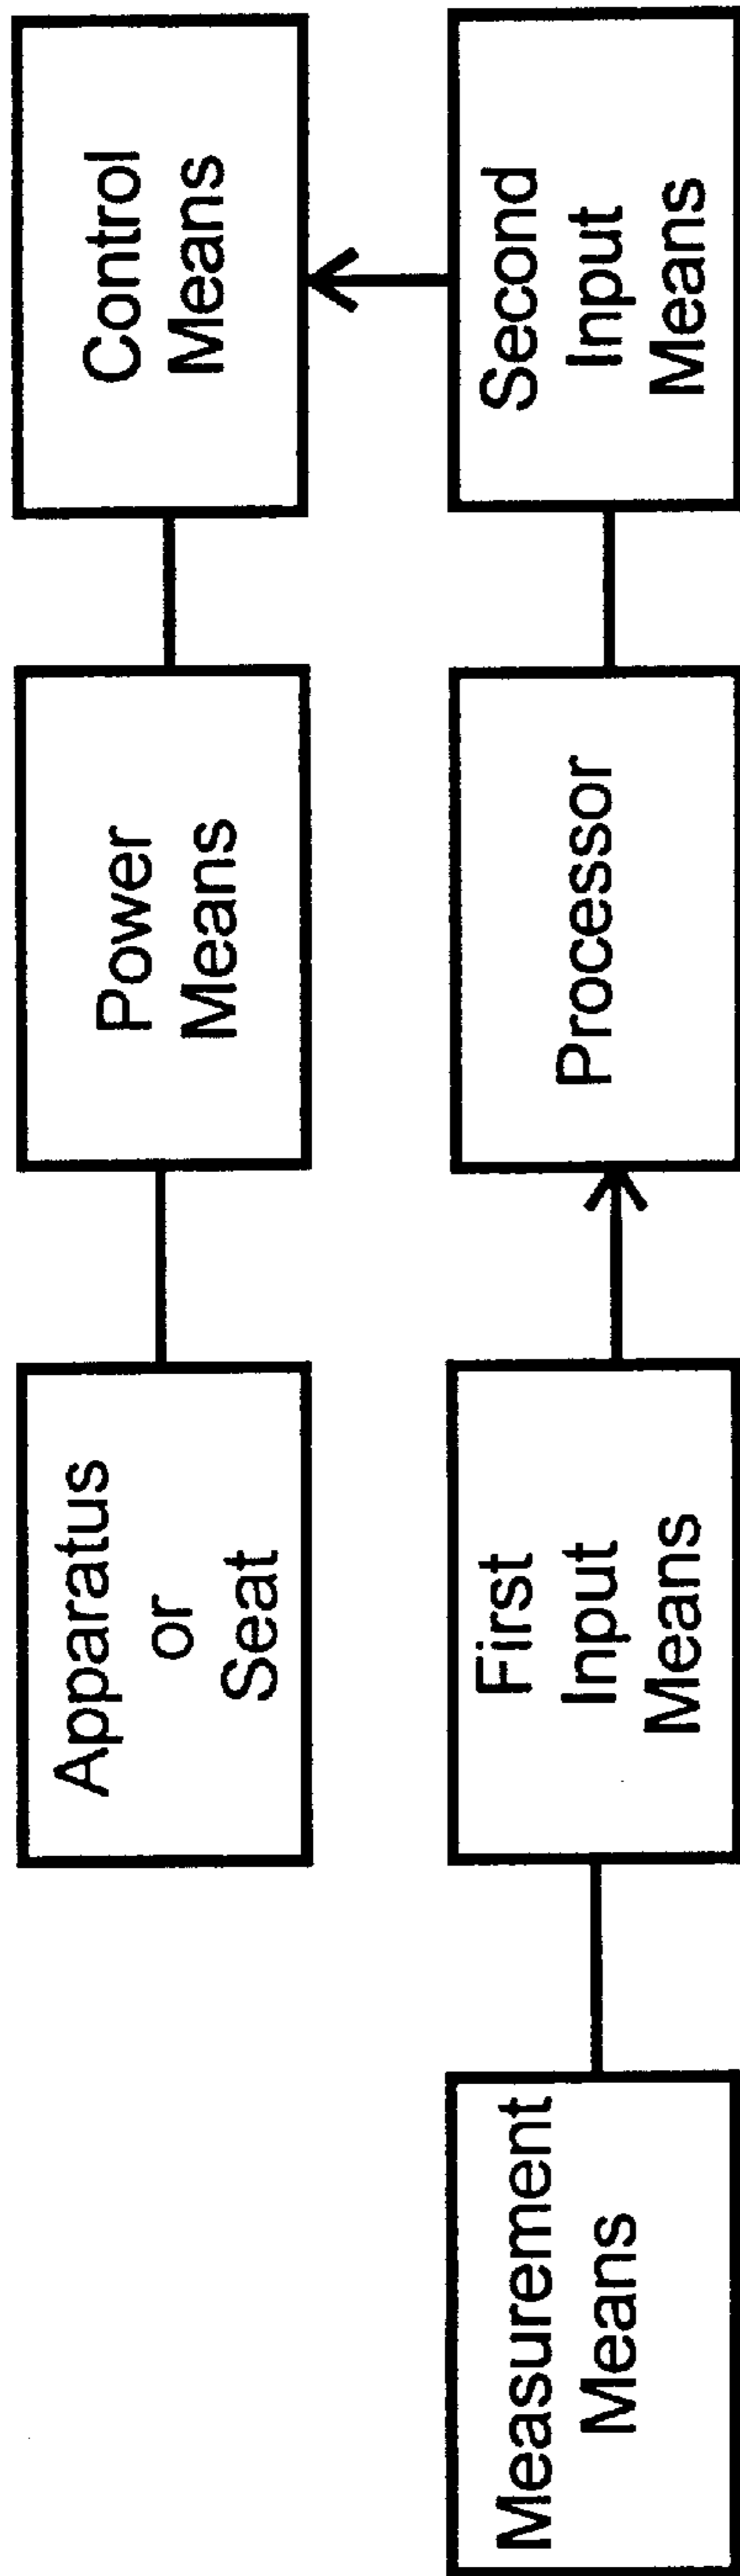 Apparatus
or
Seat
Power
Means
Control
Means
Measurement
Means
First
Input
Means
Processor
Second
Input
Means